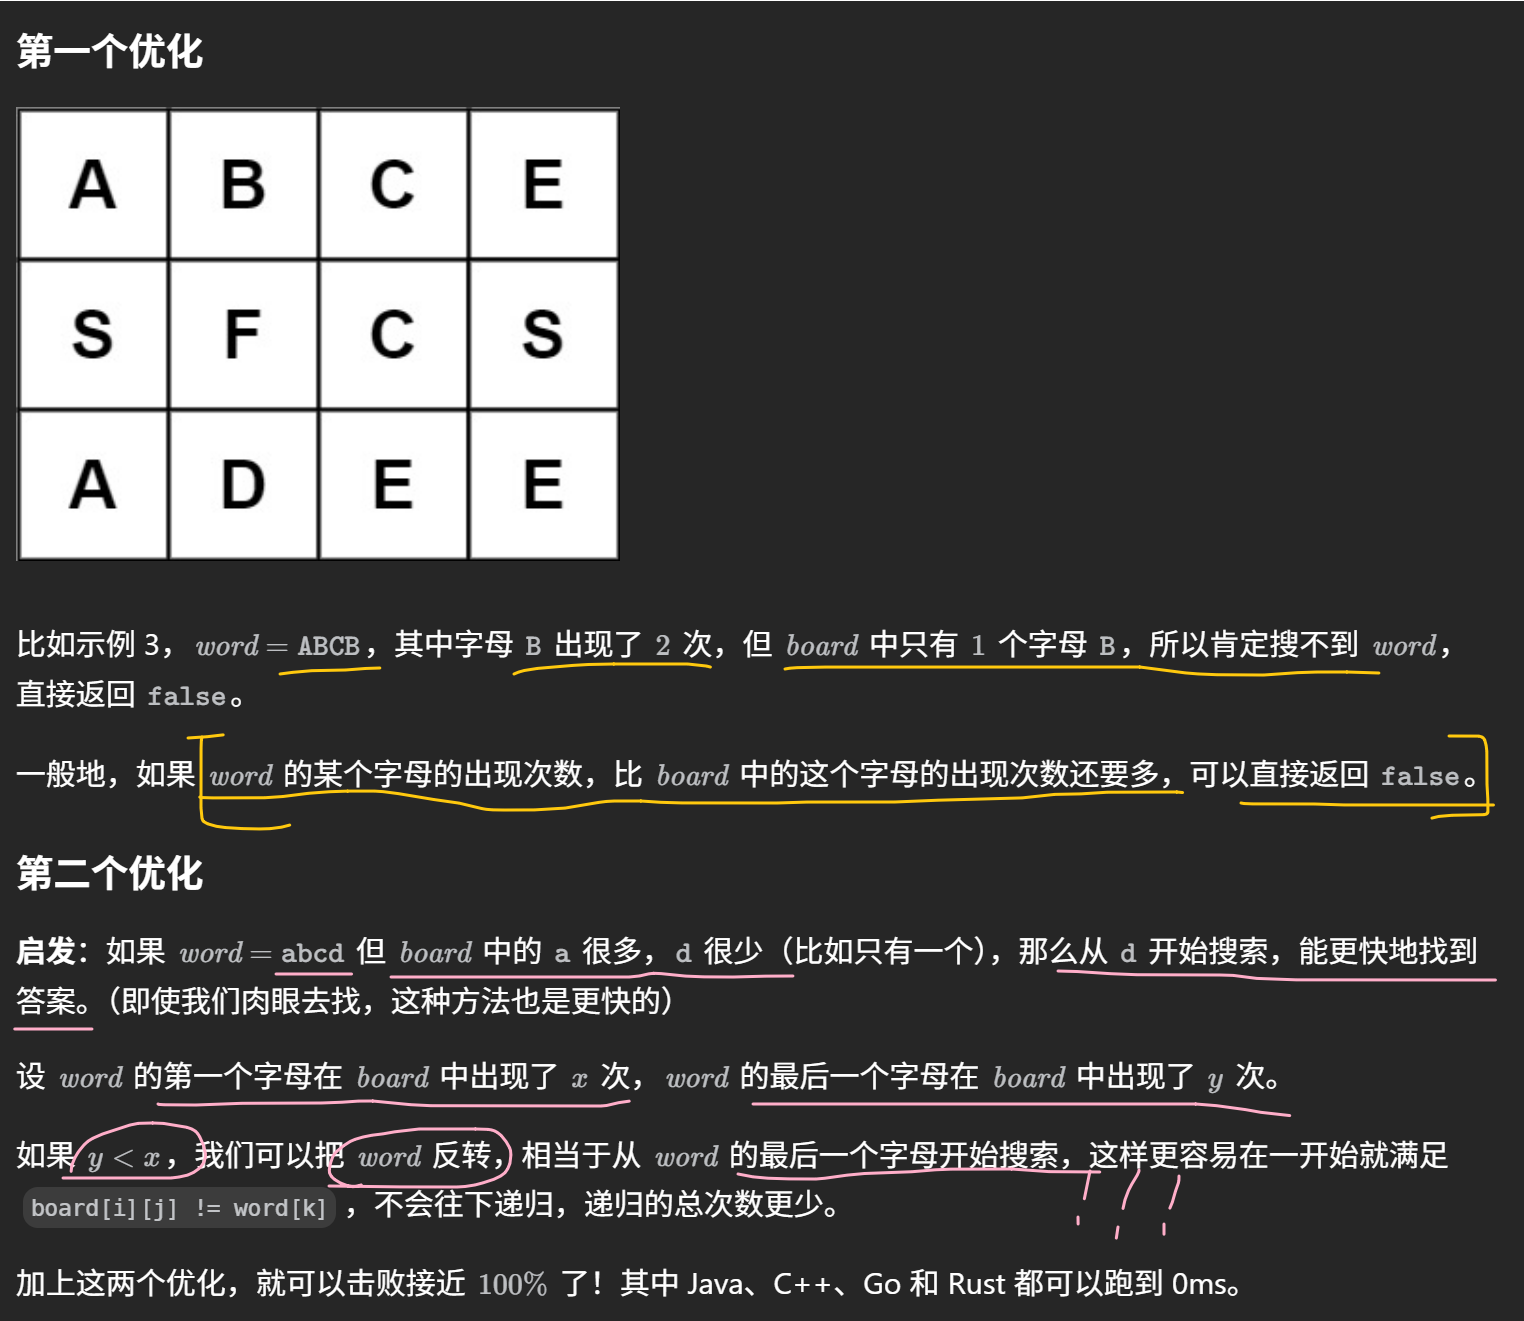 第一个优化
A B C E
S F C S
A D E E
比如示例 3，word = ABCB，其中字母 B 出现了 2 次，但 board 中只有 1 个字母 B，所以肯定搜不到 word，
直接返回 false。
一般地，如果 word 的某个字母的出现次数，比 board 中的这个字母的出现次数还要多，可以直接返回 false。
第二个优化
启发：如果 word = abcd 但 board 中的 a 很多，d 很少（比如只有一个），那么从 d 开始搜索，能更快地找到
答案。（即使我们肉眼去找，这种方法也是更快的）
设 word 的第一个字母在 board 中出现了 x 次，word 的最后一个字母在 board 中出现了 y 次。
如果 y < x，我们可以把 word 反转，相当于从 word 的最后一个字母开始搜索，这样更容易在一开始就满足
board[i][j] != word[k]，不会往下递归，递归的总次数更少。
加上这两个优化，就可以击败接近 100% 了！其中 Java、C++、Go 和 Rust 都可以跑到 0ms。